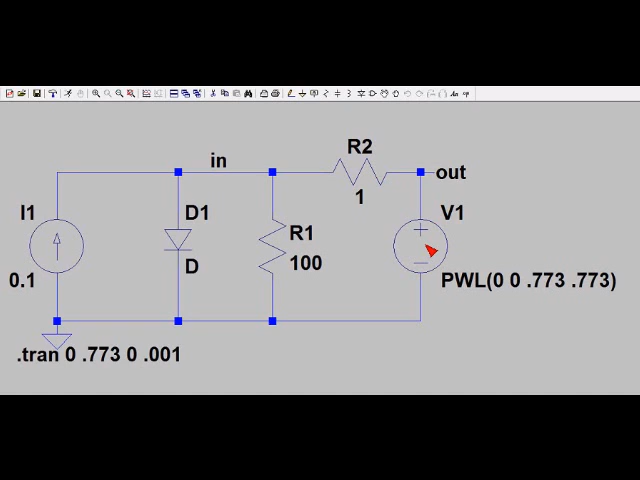 R2
in
out
1
I1
D1
V1
R1
D
100
0.1
PWL(0 0 .773 .773)
.tran 0 .773 0 .001